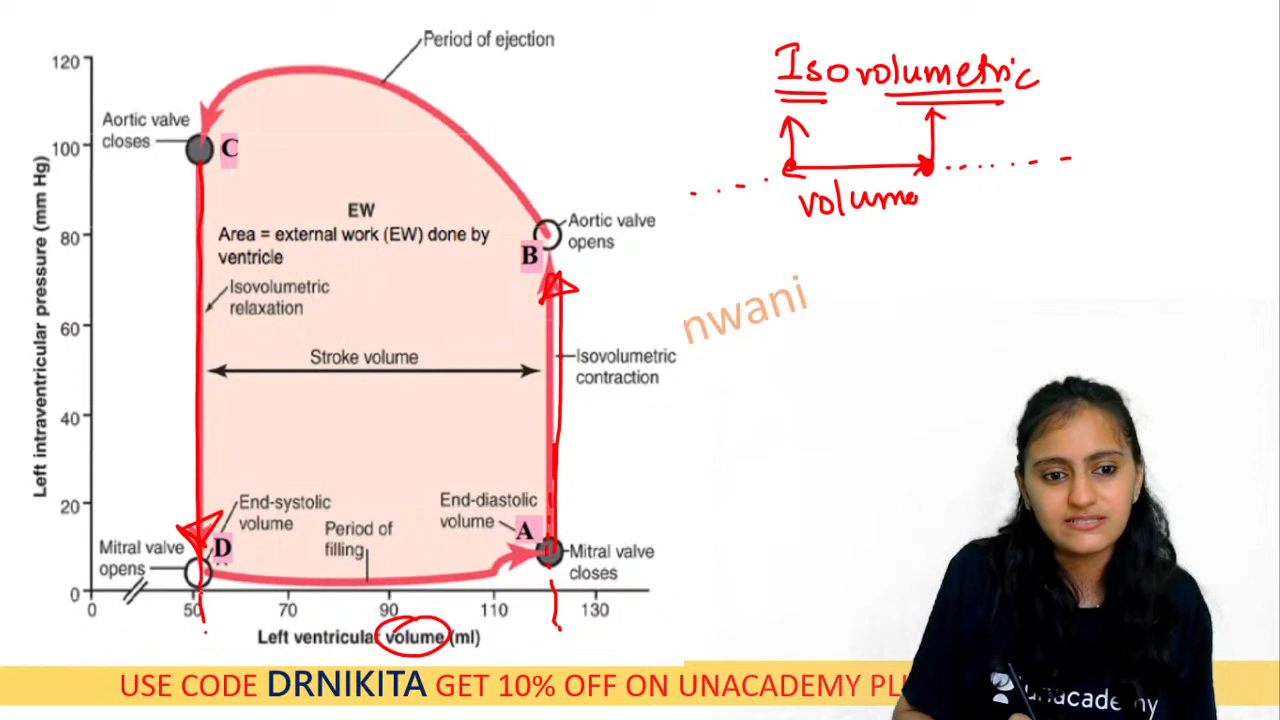 Period of ejection
120
Aortic valve
closes
C
100
Isovolumetric
volume
EW
Area = external work (EW) done by
ventricle
Aortic valve
opens
B
80
Isovolumetric
relaxation
nwani
60
Stroke volume
Isovolumetric
contraction
40
Left intraventricular pressure (mm Hg)
20
End-systolic
volume
Period of
filling
End-diastolic
volume
A
Mitral valve
opens
D
Mitral valve
closes
0
0 50 70 90 110 130
Left ventricular volume (ml)
USE CODE DRNIKITA GET 10% OFF ON UNACADEMY PL
unacademy